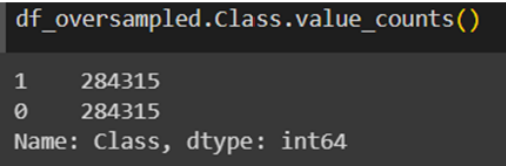 df_oversampled.Class.value_counts()
1    284315
0    284315
Name: Class, dtype: int64